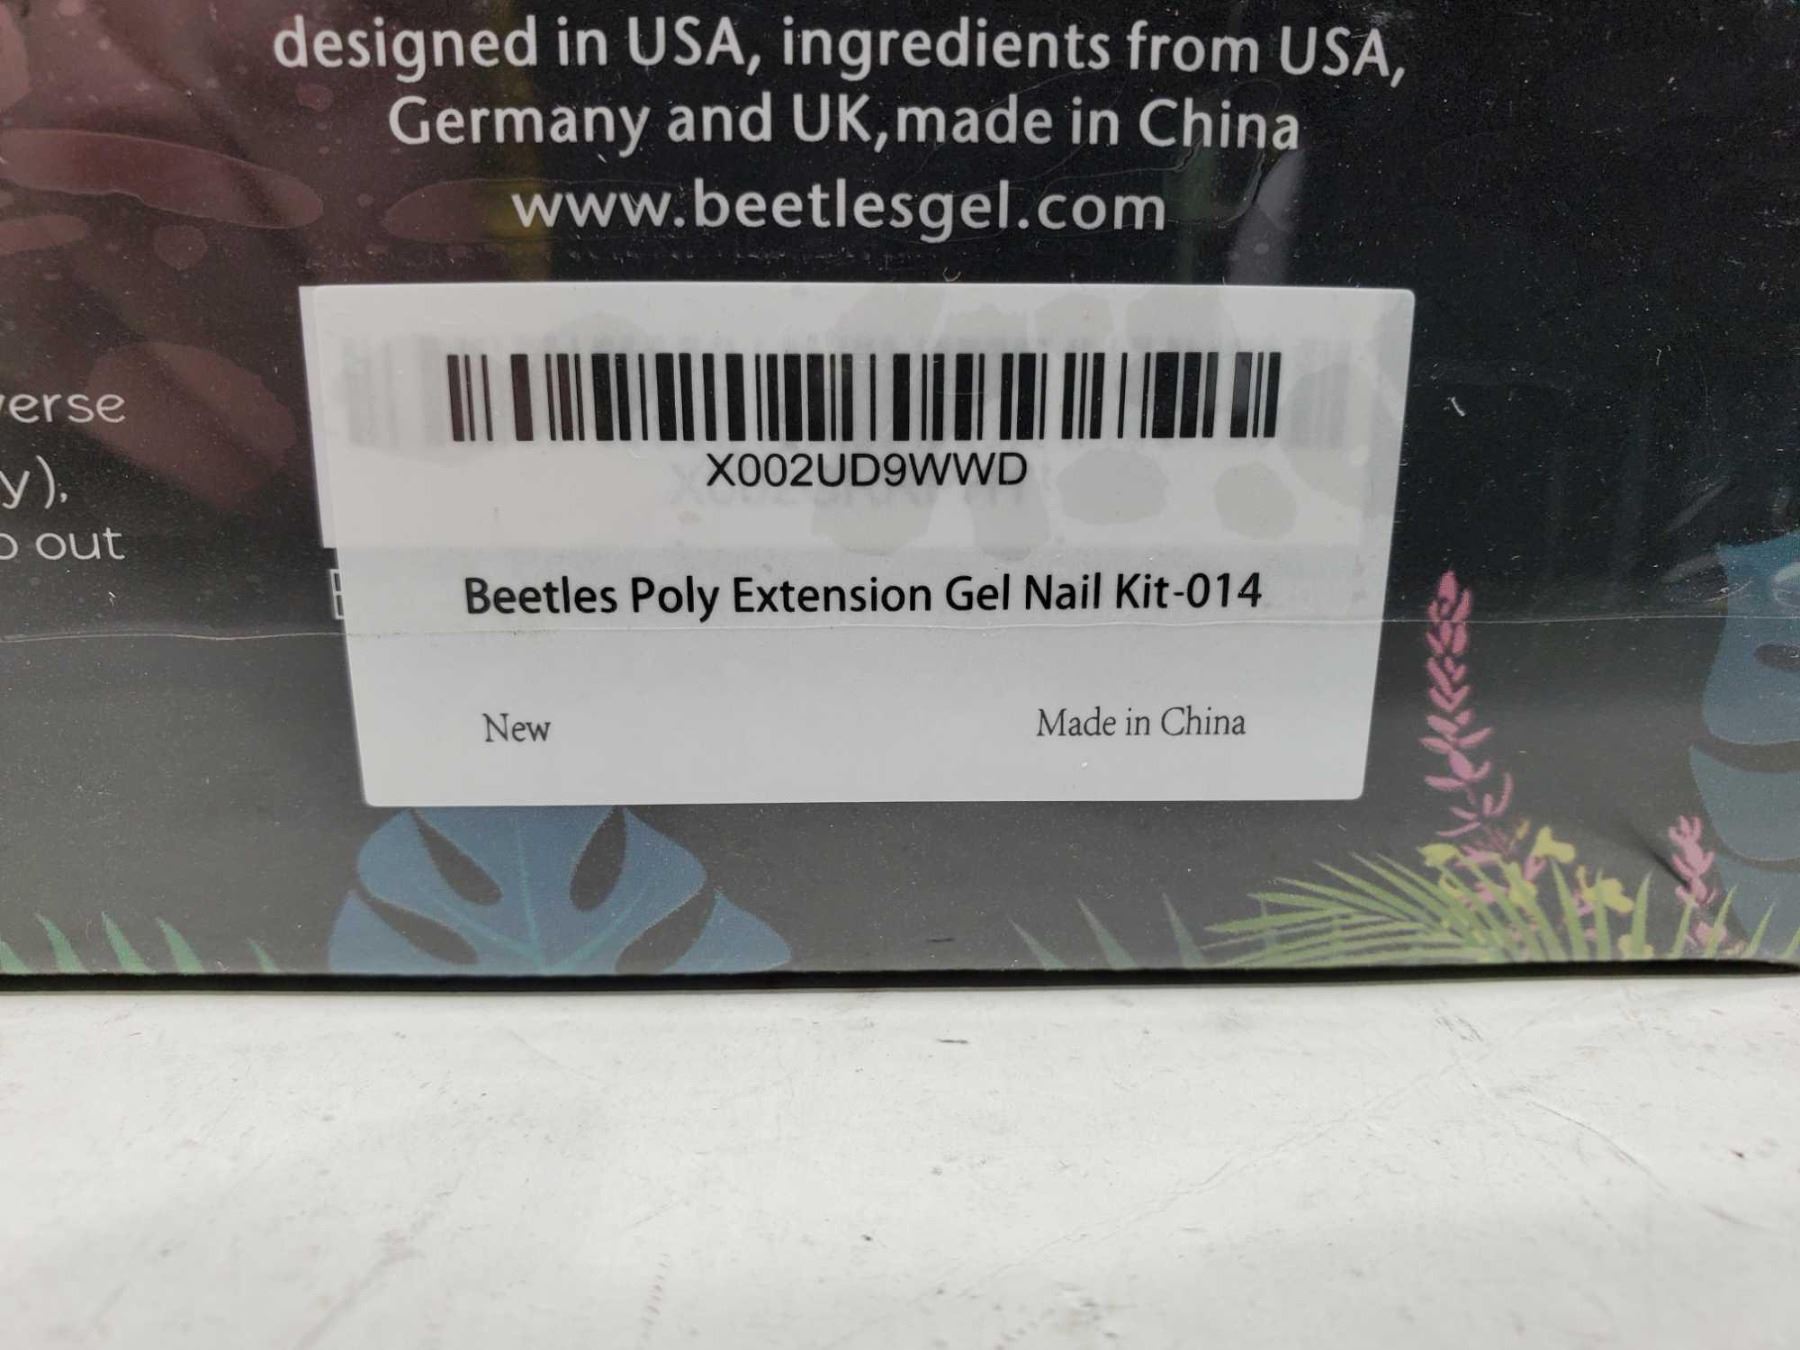 designed in USA, ingredients from USA,
Germany and UK,made in China
www.beetlesgel.com
erse
y).
out
X002UD9WWD
Beetles Poly Extension Gel Nail Kit-014
New
Made in China